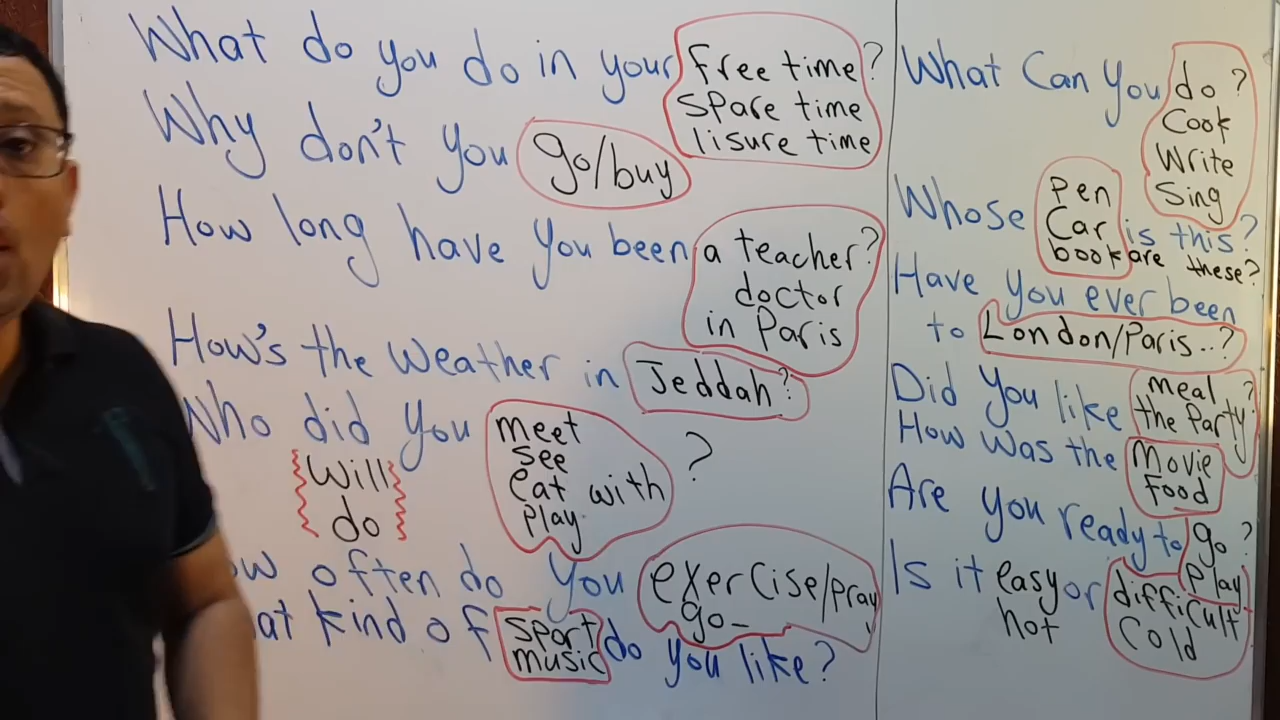 What do you do in your free time?
spare time
lisure time
Why don't you go/buy
How long have you been a teacher?
doctor
in Paris
How's the weather in Jeddah?
Who did you meet ?
see
eat with
play
will
do
often do you exercise/pray
go_
kind of sport do you like?
music
What Can you do?
Cook
Write
Sing
Whose pen is this?
Car
book are these?
Have you ever been
to London/Paris..?
Did you like meal ?
the Party
How was the Movie
food
Are you ready to go?
play
Is it easy or difficult
hot Cold